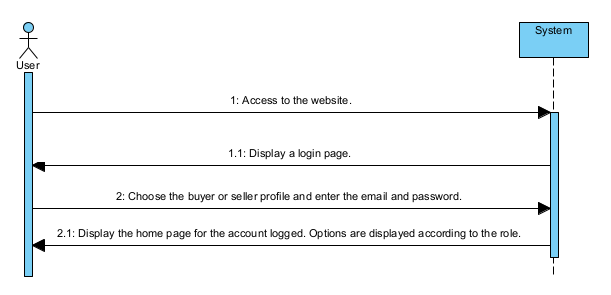 System
User
1: Access to the website.
1.1: Display a login page.
2: Choose the buyer or seller profile and enter the email and password.
2.1: Display the home page for the account logged. Options are displayed according to the role.